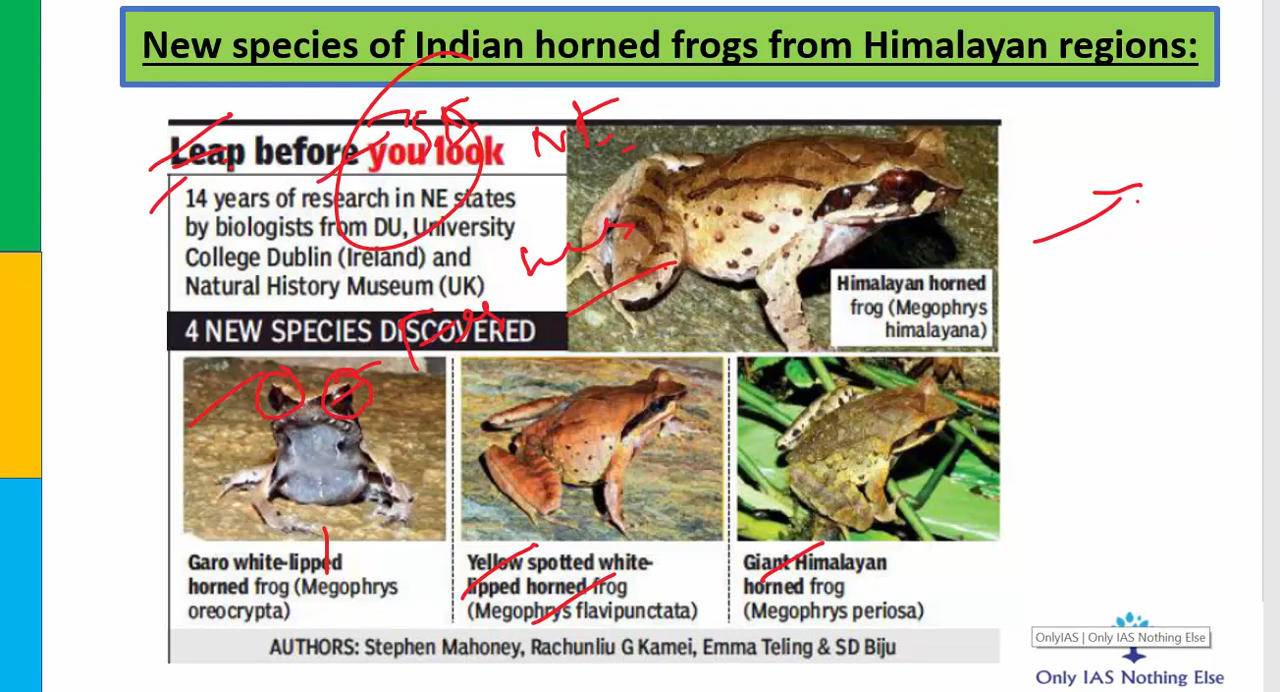 New species of Indian horned frogs from Himalayan regions:
Leap before you look
14 years of research in NE states
by biologists from DU, University
College Dublin (Ireland) and
Natural History Museum (UK)
4 NEW SPECIES DISCOVERED
Himalayan horned
frog (Megophrys
himalayana)
Garo white-lipped
horned frog (Megophrys
oreocrypta)
Yellow spotted white-
lipped horned frog
(Megophrys flavipunctata)
Giant Himalayan
horned frog
(Megophrys periosa)
AUTHORS: Stephen Mahoney, Rachunliu G Kamei, Emma Teling & SD Biju
OnlyIAS | Only IAS Nothing Else
Only IAS Nothing Else